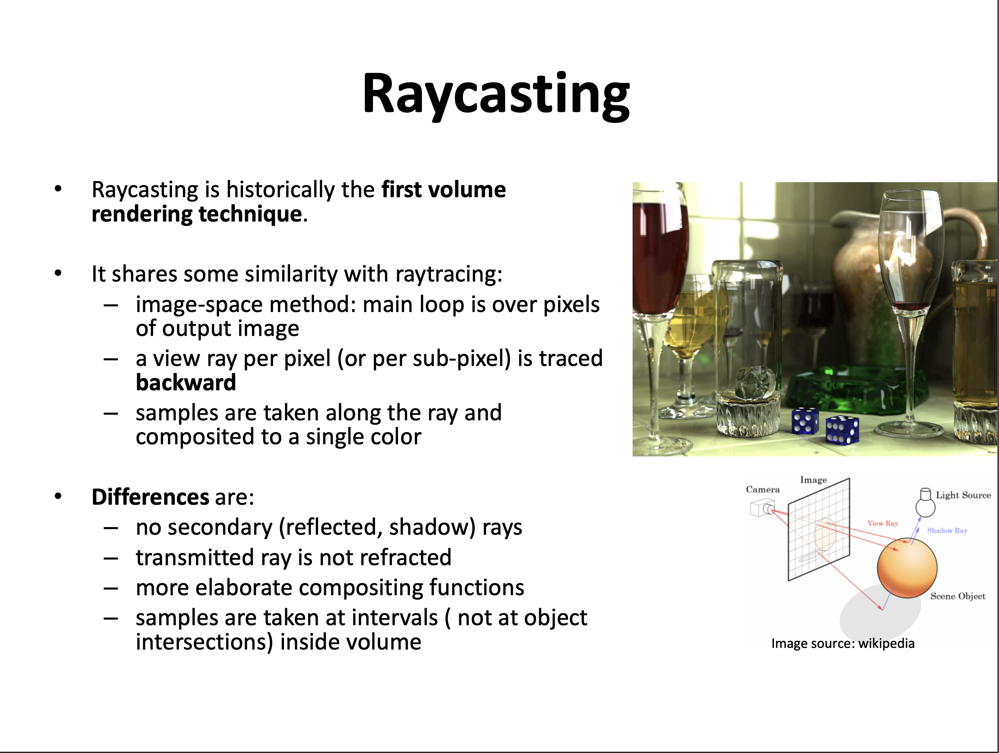 Raycasting
• Raycasting is historically the first volume
rendering technique.
• It shares some similarity with raytracing:
– image-space method: main loop is over pixels
of output image
– a view ray per pixel (or per sub-pixel) is traced
backward
– samples are taken along the ray and
composited to a single color
• Differences are:
– no secondary (reflected, shadow) rays
– transmitted ray is not refracted
– more elaborate compositing functions
– samples are taken at intervals ( not at object
intersections) inside volume
Image
Camera
Light Source
View Ray
Shadow Ray
Scene Object
Image source: wikipedia